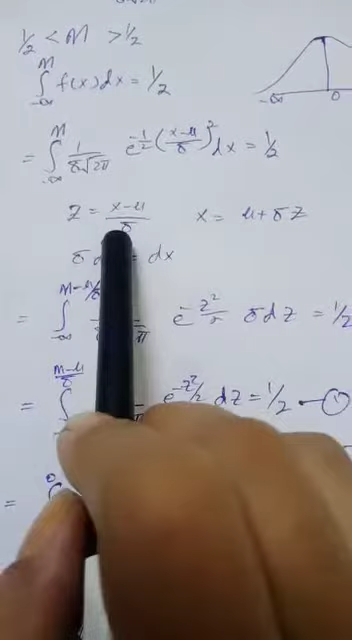 1/2 < M > 1/2
∫_{-∞}^{M} f(x)dx = 1/2
-∞ 0
= ∫_{-∞}^{M} 1/(σ√2π) e^{-1/2 ((x-μ)/σ)^2} dx = 1/2
z = (x-μ)/σ x = μ+σz
σ dx
= ∫_{-∞}^{M-μ/σ} e^{-z²/2} σ dz = 1/2
= ∫^{(M-μ)/σ} e^{-z²/2} dz = 1/2 — ①
= ∫